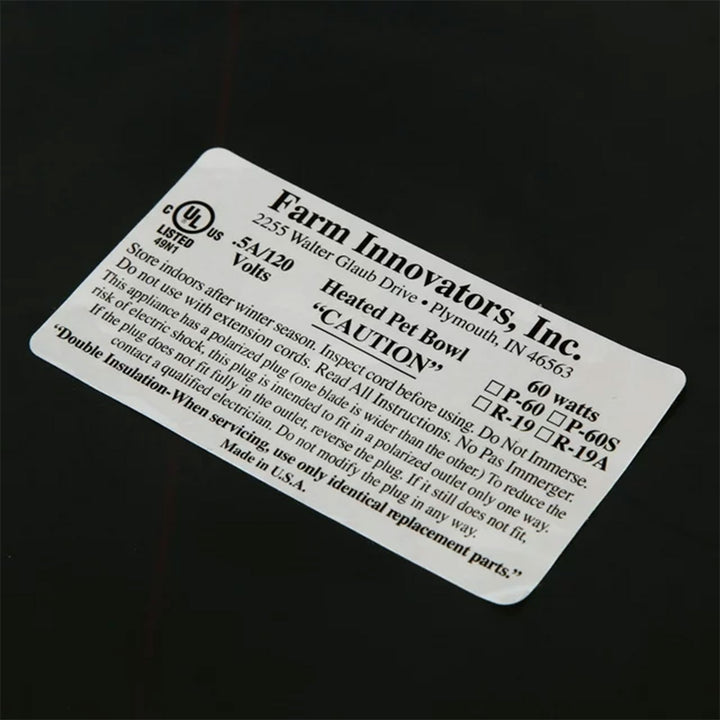 Farm Innovators, Inc.
2255 Walter Glaub Drive • Plymouth, IN 46563
C UL US
LISTED
49N1
.5A/120
Volts
Heated Pet Bowl
"CAUTION"
60 watts
☐P-60 ☐P-60S
☐R-19 ☐R-19A
Store indoors after winter season. Inspect cord before using. Do Not Immerse.
Do not use with extension cords. Read All Instructions. No Pas Immerger.
This appliance has a polarized plug (one blade is wider than the other.) To reduce the
risk of electric shock, this plug is intended to fit in a polarized outlet only one way.
If the plug does not fit fully in the outlet, reverse the plug. If it still does not fit,
contact a qualified electrician. Do not modify the plug in any way.
"Double Insulation-When servicing, use only identical replacement parts."
Made in U.S.A.